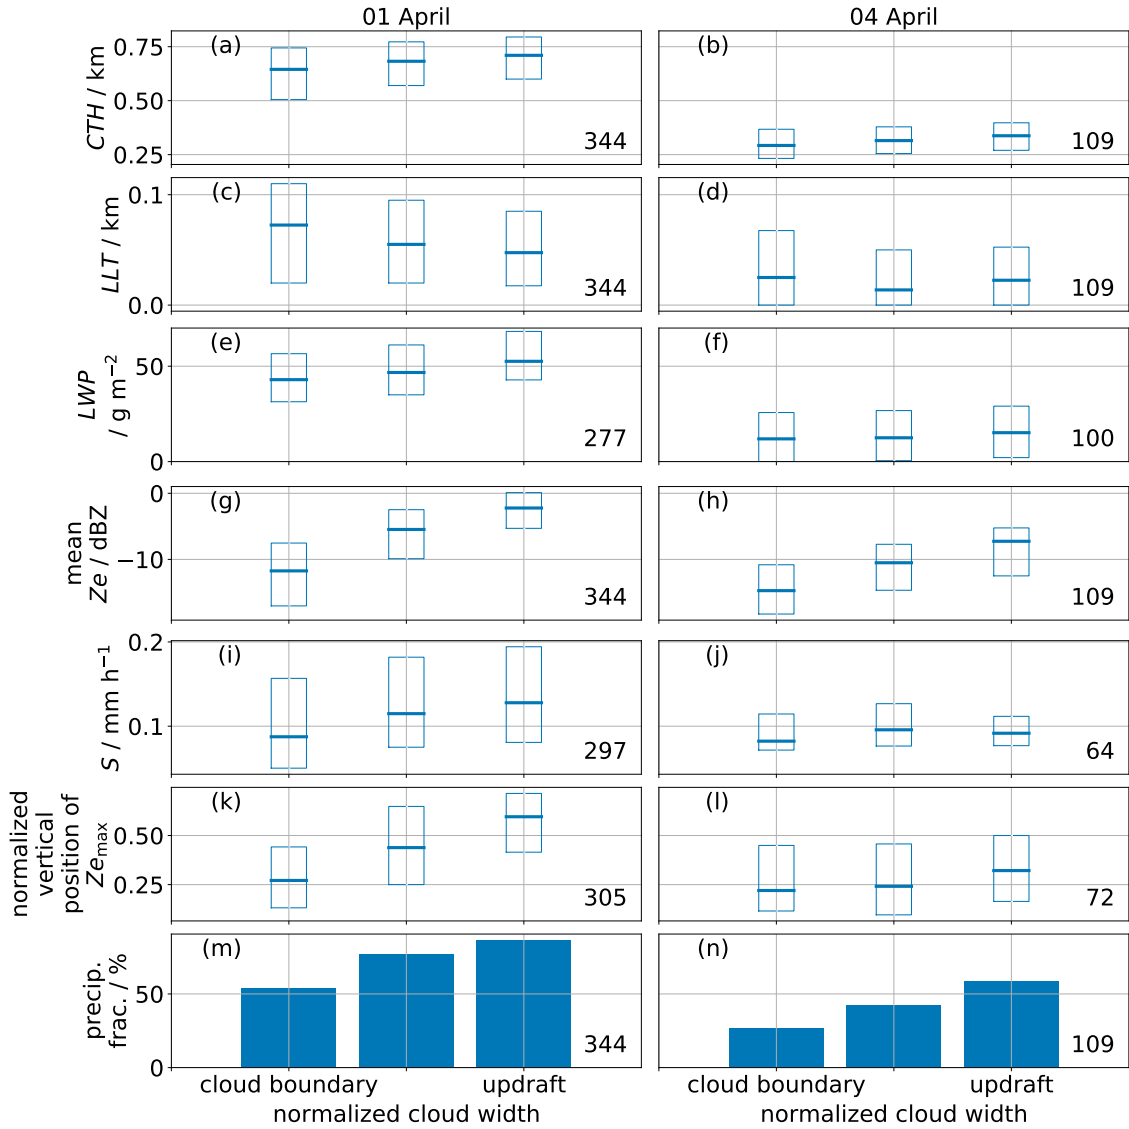 01 April
04 April
(a)
(b)
CTH / km
0.75
0.50
0.25
344
109
(c)
(d)
LLT / km
0.1
0.0
344
109
(e)
(f)
LWP
/ g m⁻²
50
0
277
100
(g)
(h)
mean
Ze / dBZ
0
−10
344
109
(i)
(j)
S / mm h⁻¹
0.2
0.1
297
64
(k)
(l)
normalized
vertical
position of
Ze_max
0.50
0.25
305
72
(m)
(n)
precip.
frac. / %
50
0
344
109
cloud boundary
updraft
cloud boundary
updraft
normalized cloud width
normalized cloud width